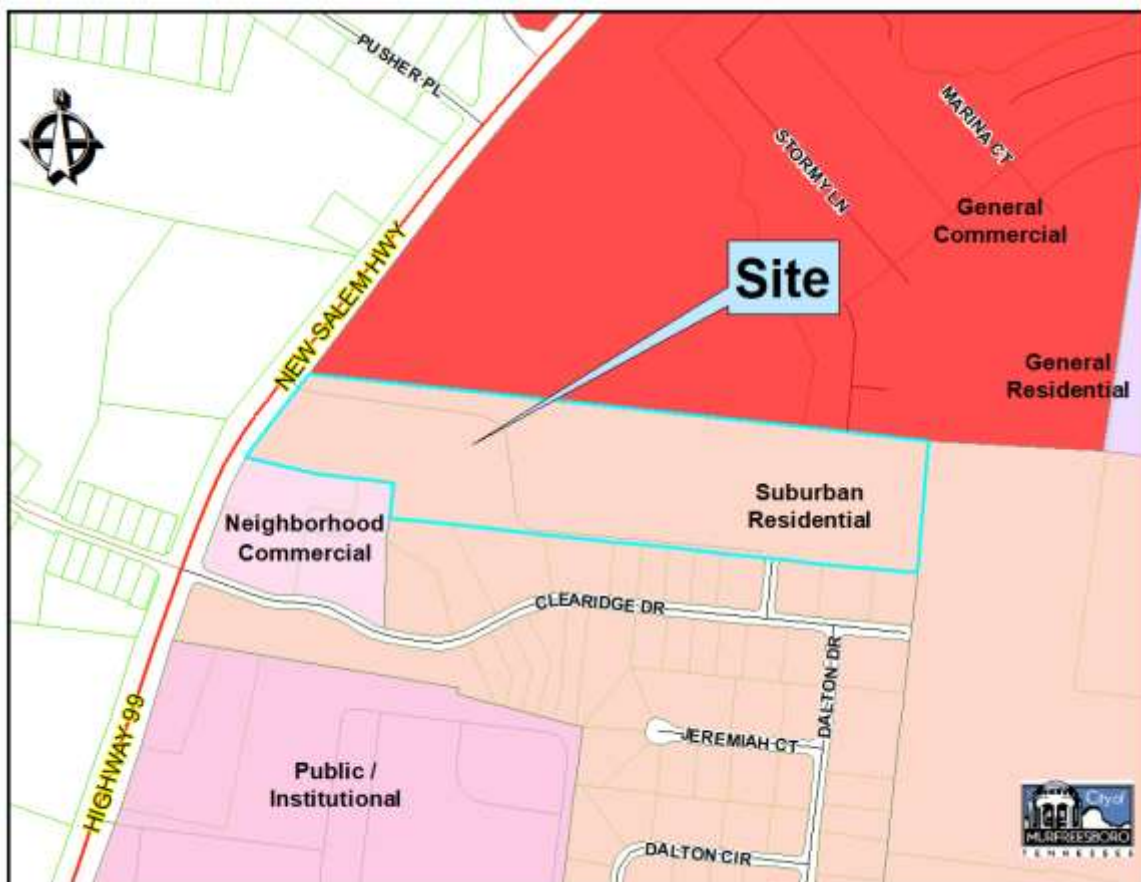 PUSHER PL
N
MARINA CT
STORMY LN
General
Commercial
NEW SALEM HWY
Site
General
Residential
Suburban
Residential
Neighborhood
Commercial
CLEARIDGE DR
DALTON DR
JEREMIAH CT
HIGHWAY 99
Public /
Institutional
DALTON CIR
City of
MURFREESBORO
TENNESSEE